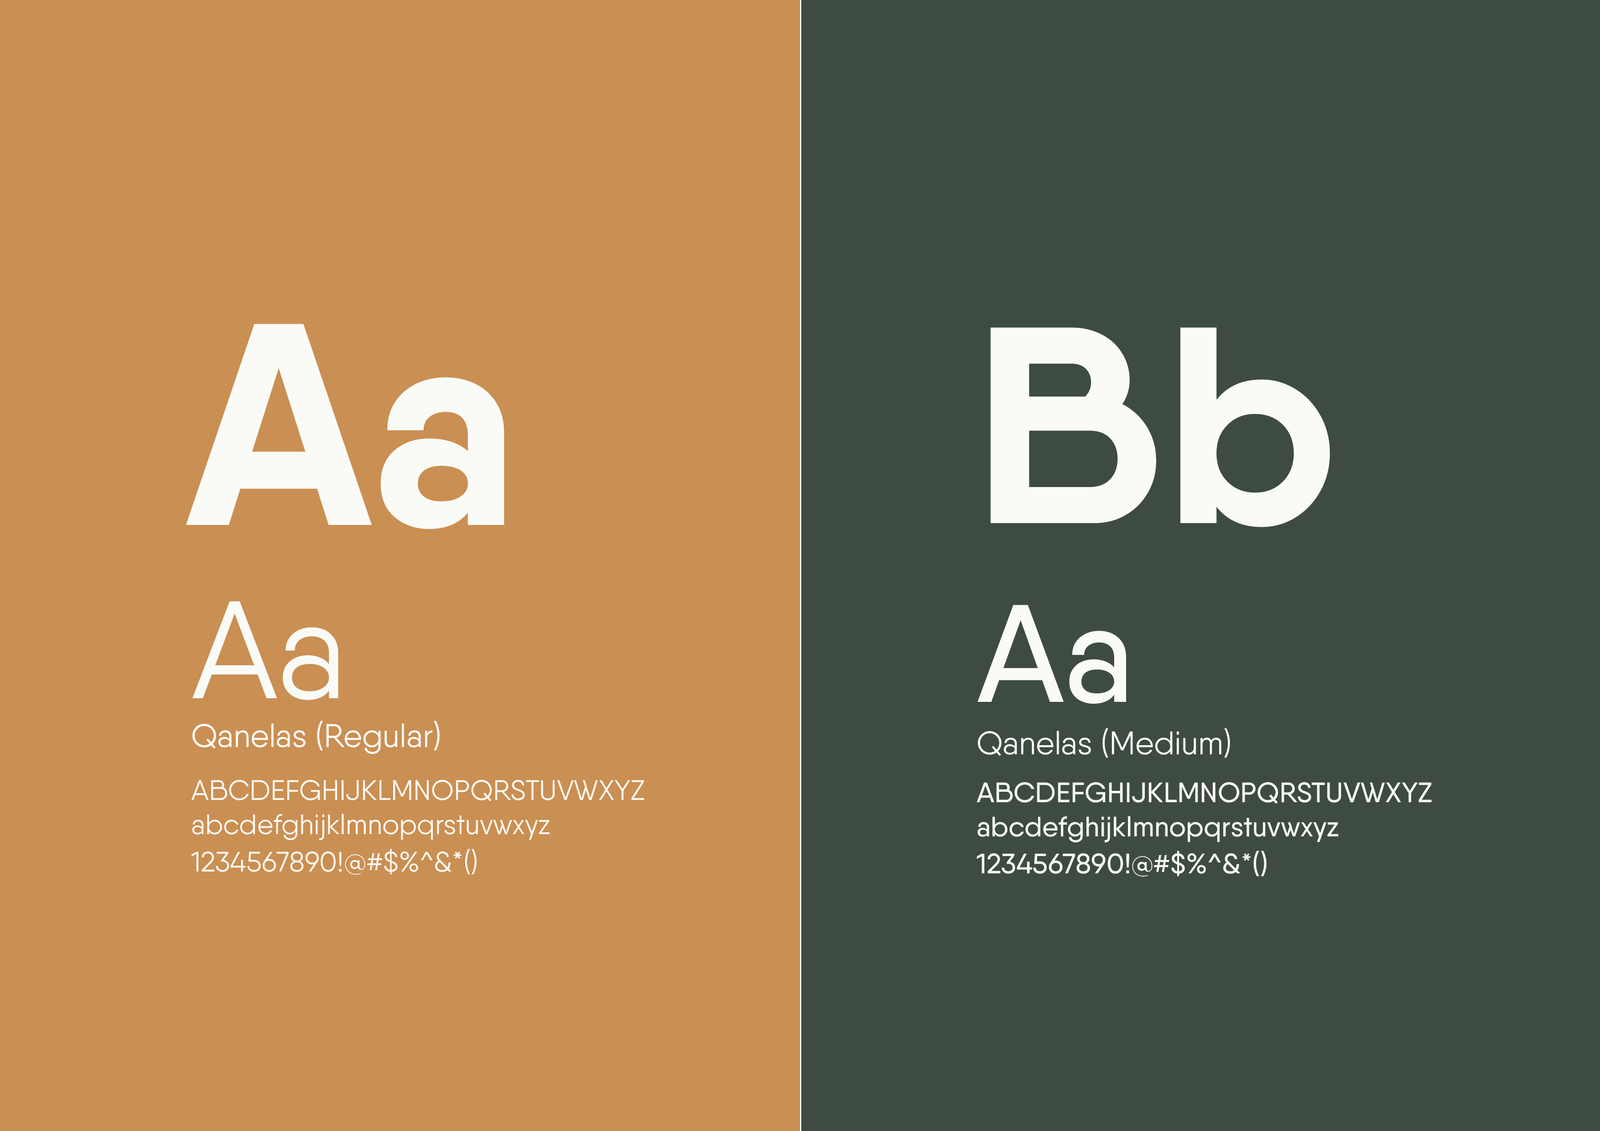 Aa
Aa
Qanelas (Regular)
ABCDEFGHIJKLMNOPQRSTUVWXYZ
abcdefghijklmnopqrstuvwxyz
1234567890!@#$%^&*()
Bb
Aa
Qanelas (Medium)
ABCDEFGHIJKLMNOPQRSTUVWXYZ
abcdefghijklmnopqrstuvwxyz
1234567890!@#$%^&*()